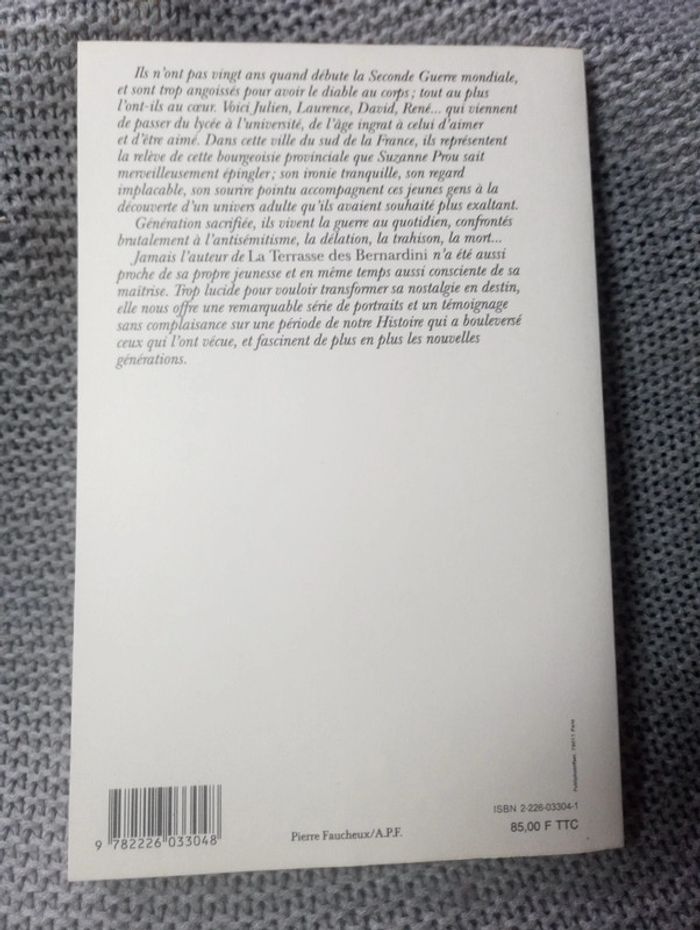 Ils n'ont pas vingt ans quand débute la Seconde Guerre mondiale,
et sont trop angoissés pour avoir le diable au corps ; tout au plus
l'ont-ils au cœur. Voici Julien, Laurence, David, René... qui viennent
de passer du lycée à l'université, de l'âge ingrat à celui d'aimer
et d'être aimé. Dans cette ville du sud de la France, ils représentent
la relève de cette bourgeoisie provinciale que Suzanne Prou sait
merveilleusement épingler ; son ironie tranquille, son regard
implacable, son sourire pointu accompagnent ces jeunes gens à la
découverte d'un univers adulte qu'ils avaient souhaité plus exaltant.
Génération sacrifiée, ils vivent la guerre au quotidien, confrontés
brutalement à l'antisémitisme, la délation, la trahison, la mort...
Jamais l'auteur de La Terrasse des Bernardini n'a été aussi
proche de sa propre jeunesse et en même temps aussi consciente de sa
maîtrise. Trop lucide pour vouloir transformer sa nostalgie en destin,
elle nous offre une remarquable série de portraits et un témoignage
sans complaisance sur une période de notre Histoire qui a bouleversé
ceux qui l'ont vécue, et fascinent de plus en plus les nouvelles
générations.
ISBN 2-226-03304-1
85,00 F TTC
Pierre Faucheux/A.P.F.
9 782226 033048